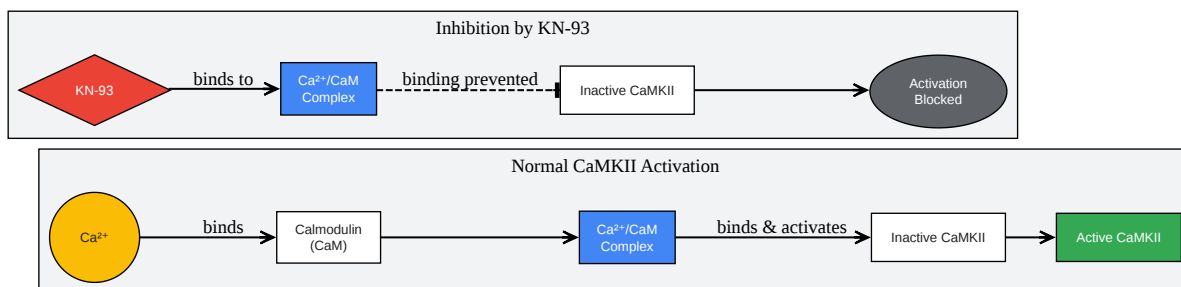 Inhibition by KN-93
KN-93
binds to
Ca²⁺/CaM
Complex
binding prevented
Inactive CaMKII
Activation
Blocked
Normal CaMKII Activation
Ca²⁺
binds
Calmodulin
(CaM)
Ca²⁺/CaM
Complex
binds & activates
Inactive CaMKII
Active CaMKII